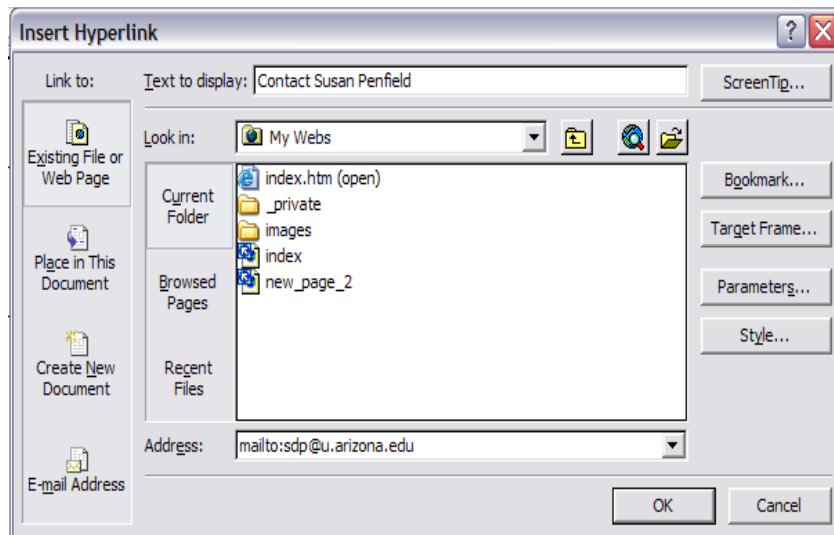 Insert Hyperlink
?
X
Link to:
Text to display: Contact Susan Penfield
ScreenTip...
Existing File or
Web Page
Look in: My Webs
Current
Folder
index.htm (open)
_private
images
index
new_page_2
Bookmark...
Target Frame...
Place in This
Document
Browsed
Pages
Parameters...
Style...
Create New
Document
Recent
Files
Address: mailto:sdp@u.arizona.edu
E-mail Address
OK
Cancel